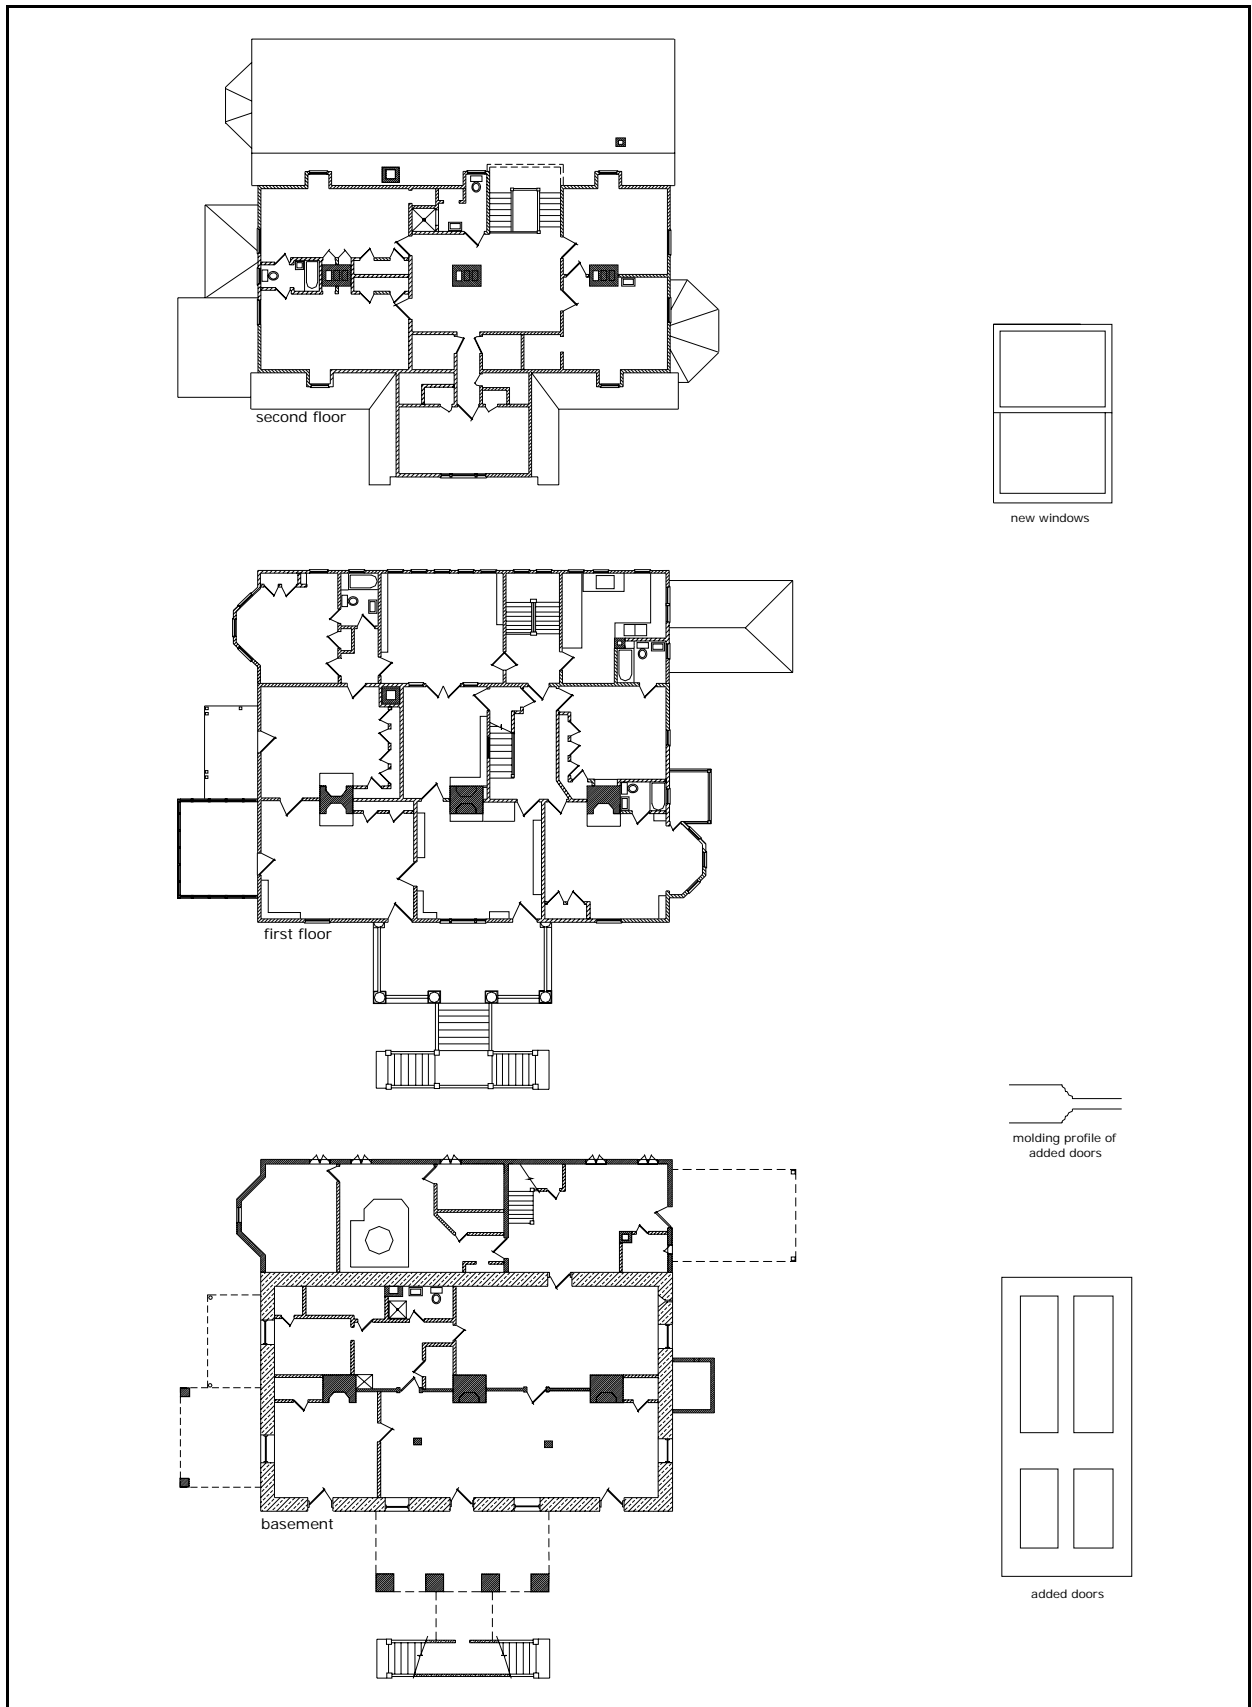 second floor
new windows
first floor
molding profile of
added doors
basement
added doors